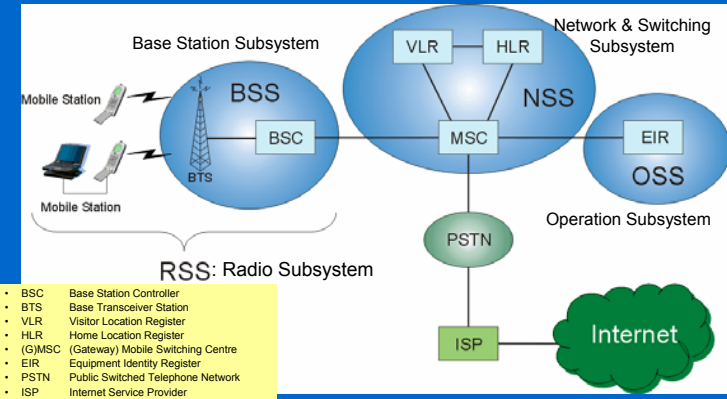 Base Station Subsystem
Network & Switching
Subsystem
VLR
HLR
Mobile Station
BSS
NSS
BSC
MSC
EIR
BTS
OSS
Mobile Station
Operation Subsystem
PSTN
RSS: Radio Subsystem
• BSC Base Station Controller
• BTS Base Transceiver Station
• VLR Visitor Location Register
• HLR Home Location Register
• (G)MSC (Gateway) Mobile Switching Centre
• EIR Equipment Identity Register
• PSTN Public Switched Telephone Network
• ISP Internet Service Provider
ISP
Internet